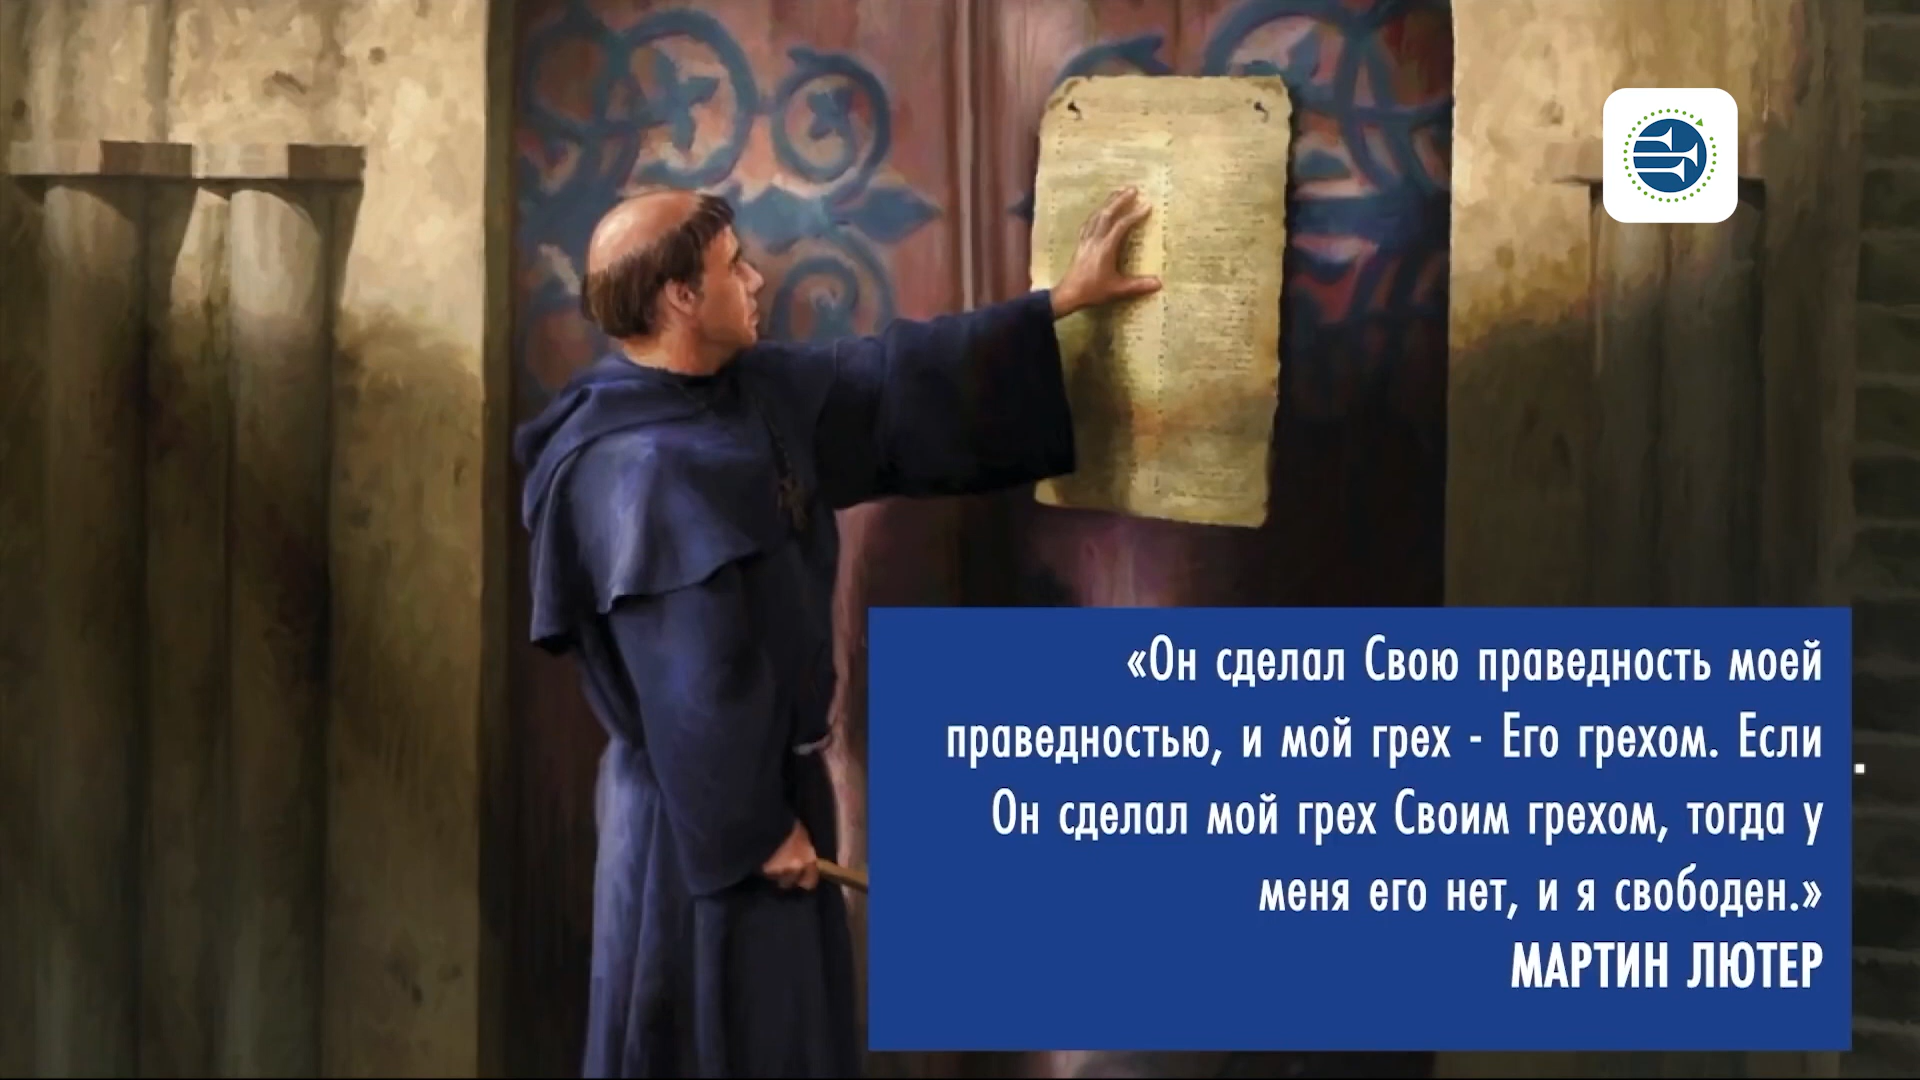 «Он сделал Свою праведность моей
праведностью, и мой грех - Его грехом. Если
Он сделал мой грех Своим грехом, тогда у
меня его нет, и я свободен.»
МАРТИН ЛЮТЕР